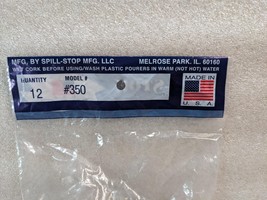 MFG. BY SPILL-STOP MFG. LLC MELROSE PARK, IL. 60160
WET CORK BEFORE USING/WASH PLASTIC POURERS IN WARM (NOT HOT) WATER
QUANTITY MODEL #
12 #350
MADE IN
U.S.A